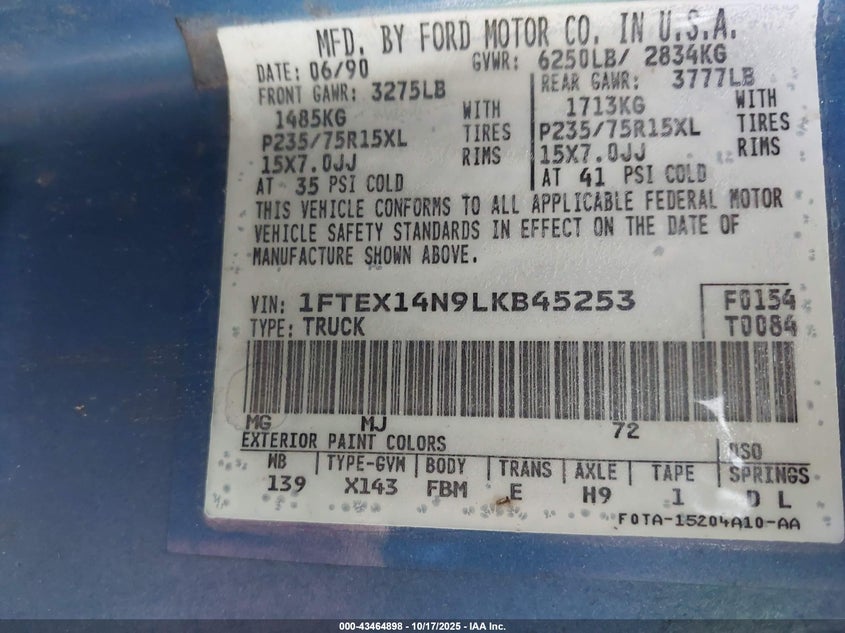 MFD. BY FORD MOTOR CO. IN U.S.A.
DATE: 06/90 GVWR: 6250LB/ 2834KG
FRONT GAWR: 3275LB REAR GAWR: 3777LB
1485KG WITH 1713KG WITH
P235/75R15XL TIRES P235/75R15XL TIRES
15X7.0JJ RIMS 15X7.0JJ RIMS
AT 35 PSI COLD AT 41 PSI COLD
THIS VEHICLE CONFORMS TO ALL APPLICABLE FEDERAL MOTOR
VEHICLE SAFETY STANDARDS IN EFFECT ON THE DATE OF
MANUFACTURE SHOWN ABOVE.
VIN: 1FTEX14N9LKB45253 F0154
TYPE: TRUCK T0084
MG MJ 72
EXTERIOR PAINT COLORS DSO
WB TYPE-GVW BODY TRANS AXLE TAPE SPRINGS
139 X143 FBM E H9 1 D L
F0TA-15204A10-AA
000-43464898 - 10/17/2025 - IAA Inc.